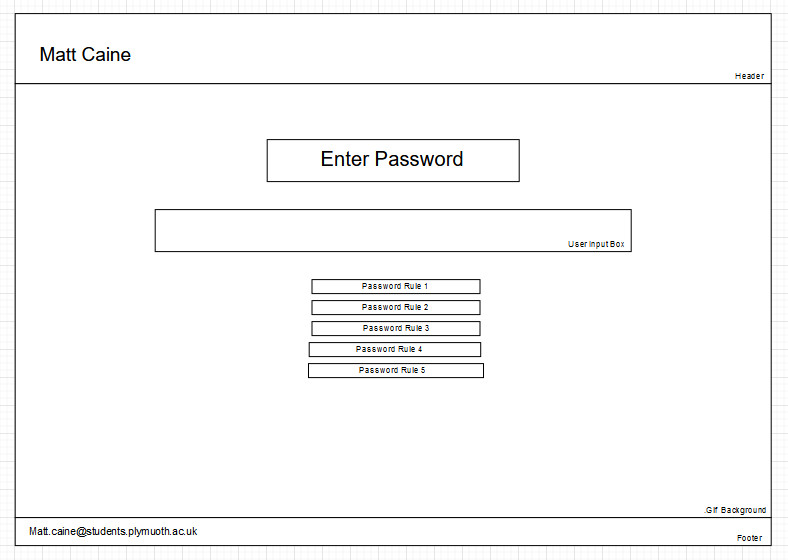 Matt Caine
Header
Enter Password
User Input Box
Password Rule 1
Password Rule 2
Password Rule 3
Password Rule 4
Password Rule 5
.Gif Background
Matt.caine@students.plymuoth.ac.uk
Footer